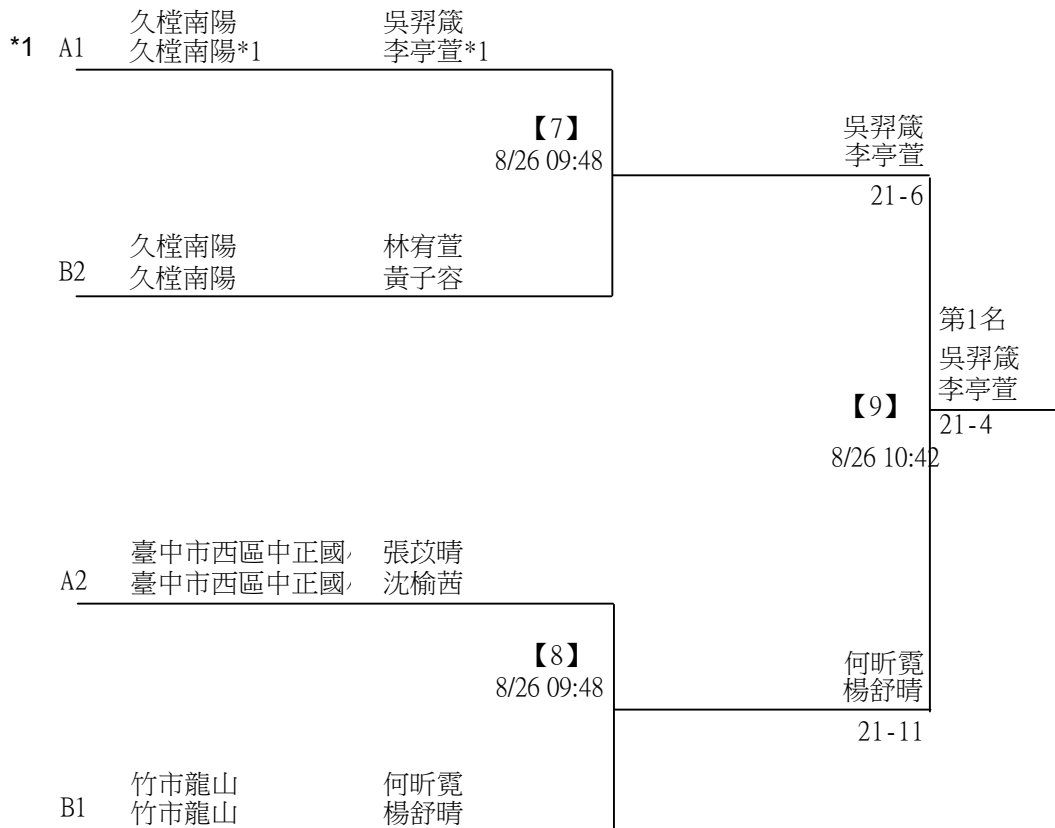 久樘南陽 吳羿箴
*1 A1 久樘南陽*1 李亭萱*1
【7】
8/26 09:48
吳羿箴
李亭萱
21-6
久樘南陽 林宥萱
B2 久樘南陽 黃子容
第1名
吳羿箴
李亭萱
【9】
21-4
8/26 10:42
臺中市西區中正國 張苡晴
A2 臺中市西區中正國 沈榆茜
【8】
8/26 09:48
何昕霓
楊舒晴
21-11
竹市龍山 何昕霓
B1 竹市龍山 楊舒晴